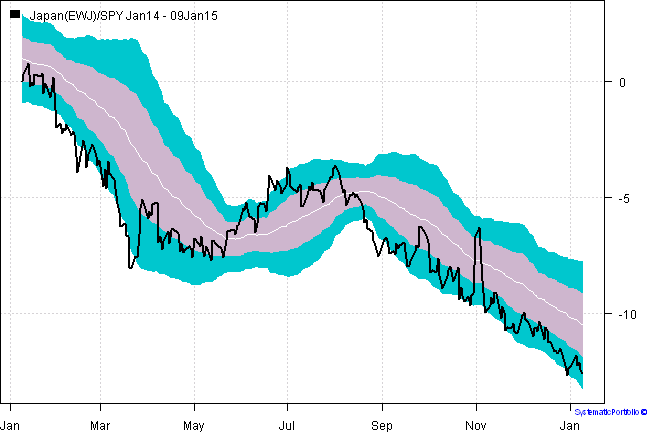 Japan(EWJ)/SPY Jan14 - 09Jan15
0
-5
-10
Jan Mar May Jul Sep Nov Jan
SystematicPortfolio ©